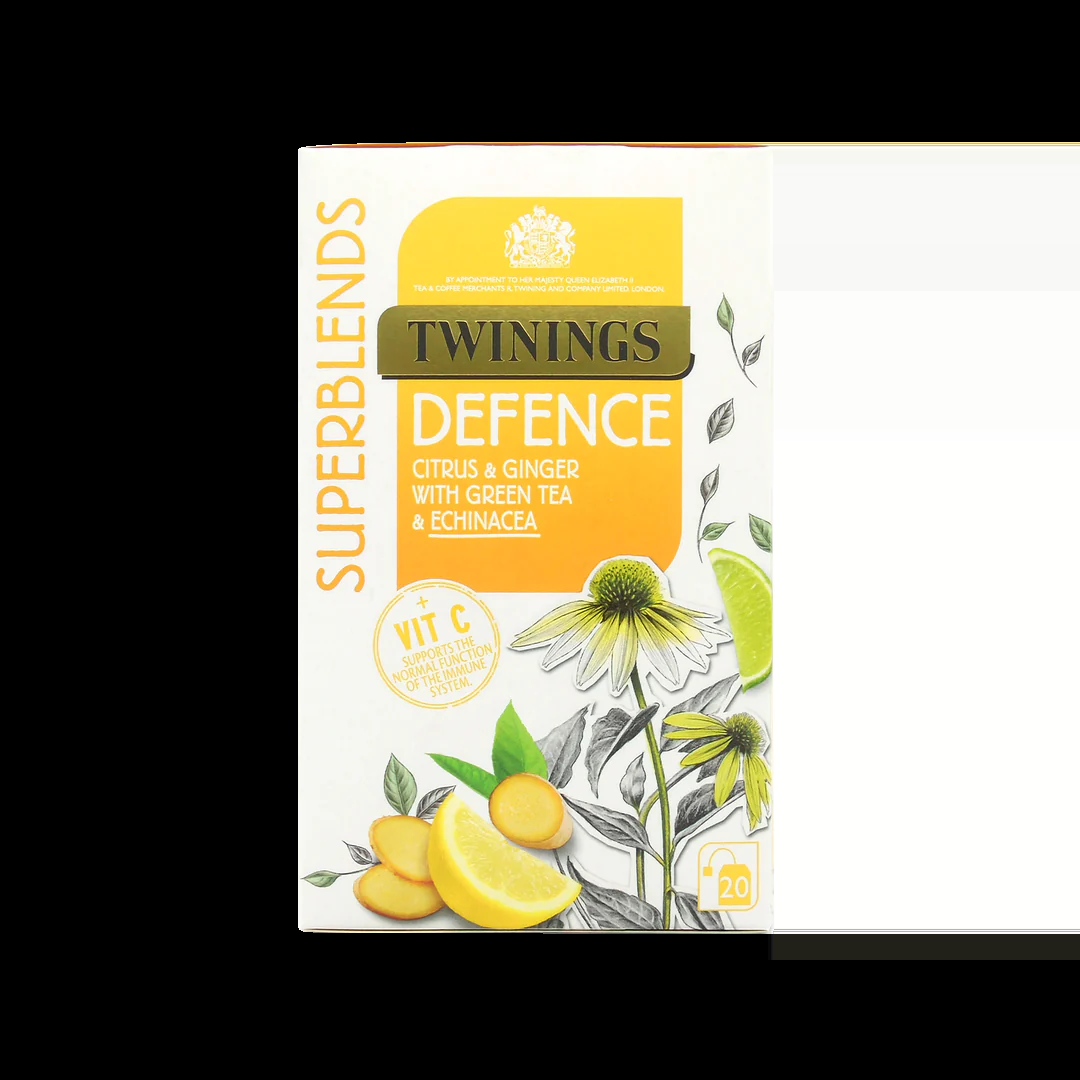 SUPERBLENDS
BY APPOINTMENT TO HER MAJESTY QUEEN ELIZABETH II
TEA & COFFEE MERCHANTS R. TWINING AND COMPANY LIMITED, LONDON.
TWININGS
DEFENCE
CITRUS & GINGER
WITH GREEN TEA
& ECHINACEA
+
VIT C
SUPPORTS THE
NORMAL FUNCTION
OF THE IMMUNE
SYSTEM.
20